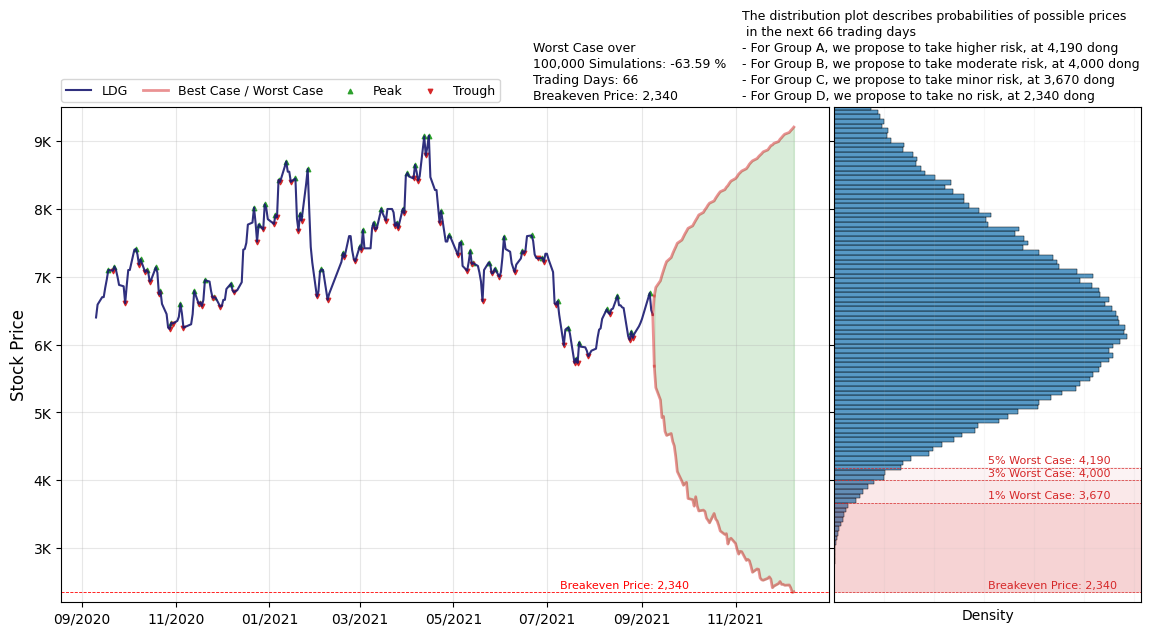 The distribution plot describes probabilities of possible prices
in the next 66 trading days
- For Group A, we propose to take higher risk, at 4,190 dong
- For Group B, we propose to take moderate risk, at 4,000 dong
- For Group C, we propose to take minor risk, at 3,670 dong
- For Group D, we propose to take no risk, at 2,340 dong
Worst Case over
100,000 Simulations: -63.59 %
Trading Days: 66
Breakeven Price: 2,340
LDG
Best Case / Worst Case
Peak
Trough
Stock Price
9K
8K
7K
6K
5K
4K
3K
Breakeven Price: 2,340
09/2020
11/2020
01/2021
03/2021
05/2021
07/2021
09/2021
11/2021
5% Worst Case: 4,190
3% Worst Case: 4,000
1% Worst Case: 3,670
Breakeven Price: 2,340
Density